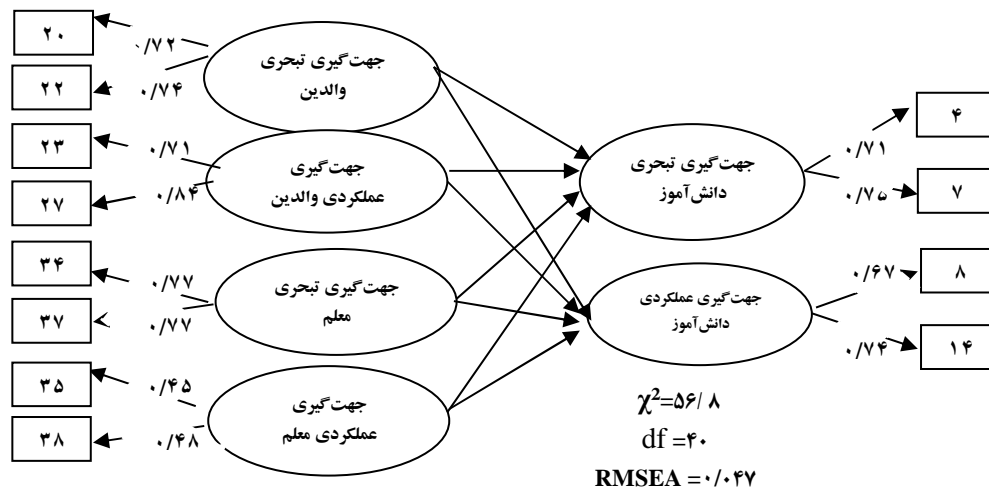 ۲۰
۰/۷۲
جهت‌گیری تبحری
والدین
۲۲
۰/۷۴
۲۳
۰/۷۱
جهت‌گیری
عملکردی والدین
۲۷
۰/۸۴
۳۴
۰/۷۷
جهت‌گیری تبحری
معلم
۳۷
۰/۷۷
۳۵
۰/۴۵
جهت‌گیری
عملکردی معلم
۳۸
۰/۴۸
جهت‌گیری تبحری
دانش‌آموز
۴
۰/۷۱
۷
۰/۷۵
جهت‌گیری عملکردی
دانش‌آموز
۸
۰/۶۷
۱۴
۰/۷۴
χ²=۵۶/۸
df =۴۰
RMSEA =۰/۰۴۷